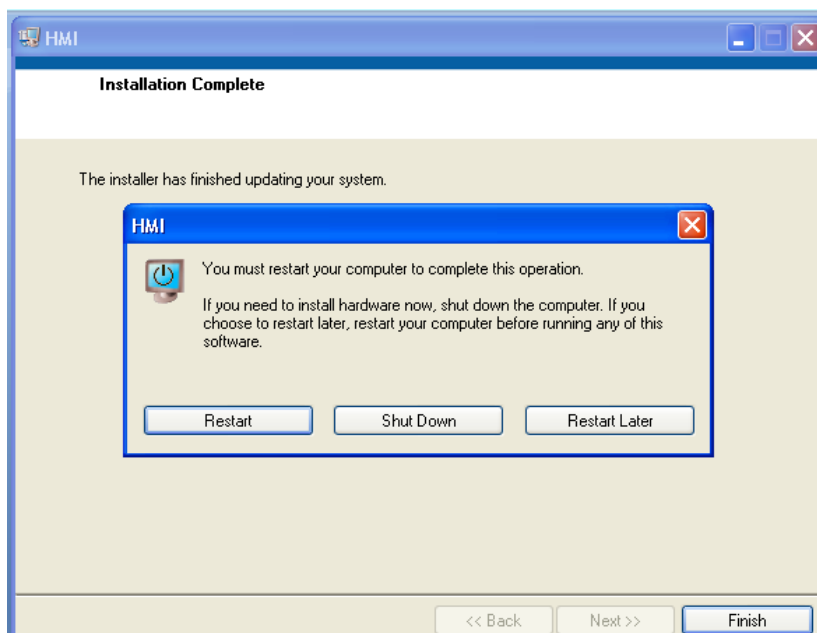 HMI
Installation Complete
The installer has finished updating your system.
HMI
You must restart your computer to complete this operation.
If you need to install hardware now, shut down the computer. If you
choose to restart later, restart your computer before running any of this
software.
Restart Shut Down Restart Later
<< Back Next >> Finish